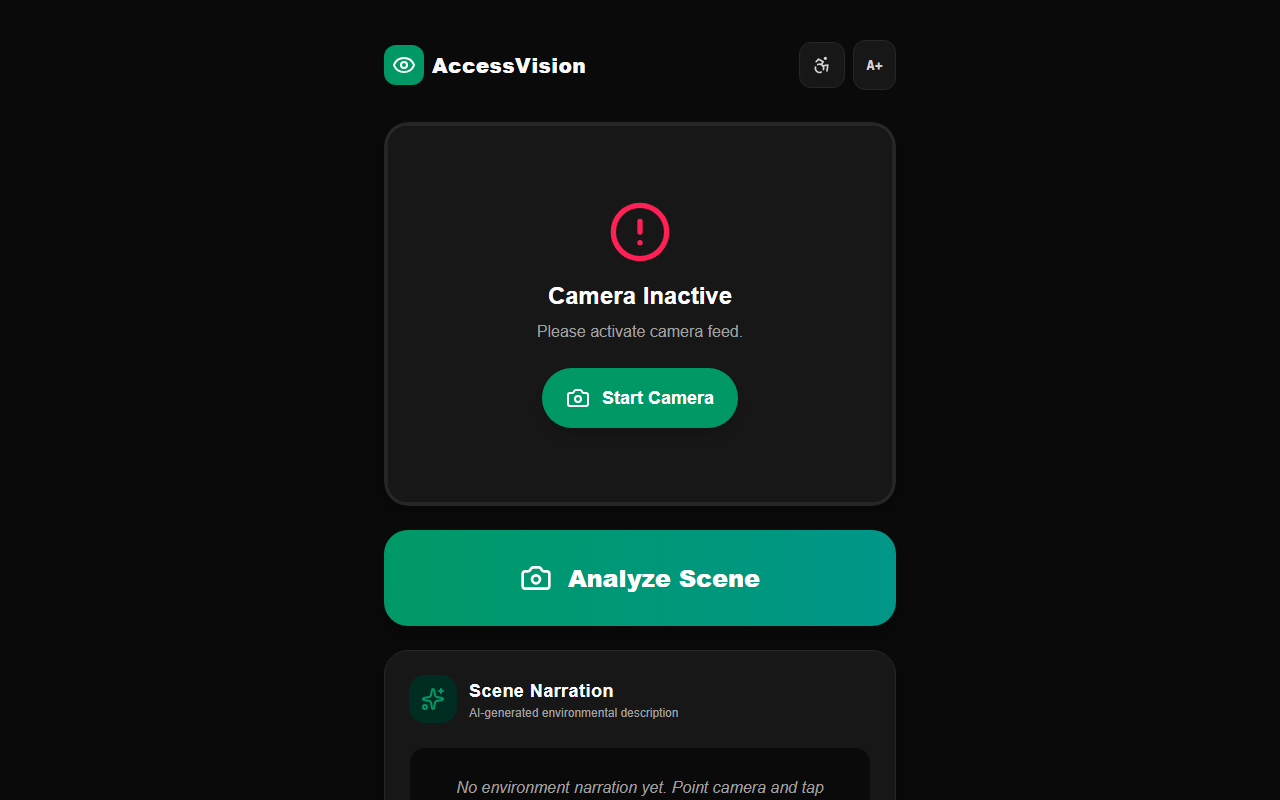 AccessVision
A+
Camera Inactive
Please activate camera feed.
Start Camera
Analyze Scene
Scene Narration
AI-generated environmental description
No environment narration yet. Point camera and tap